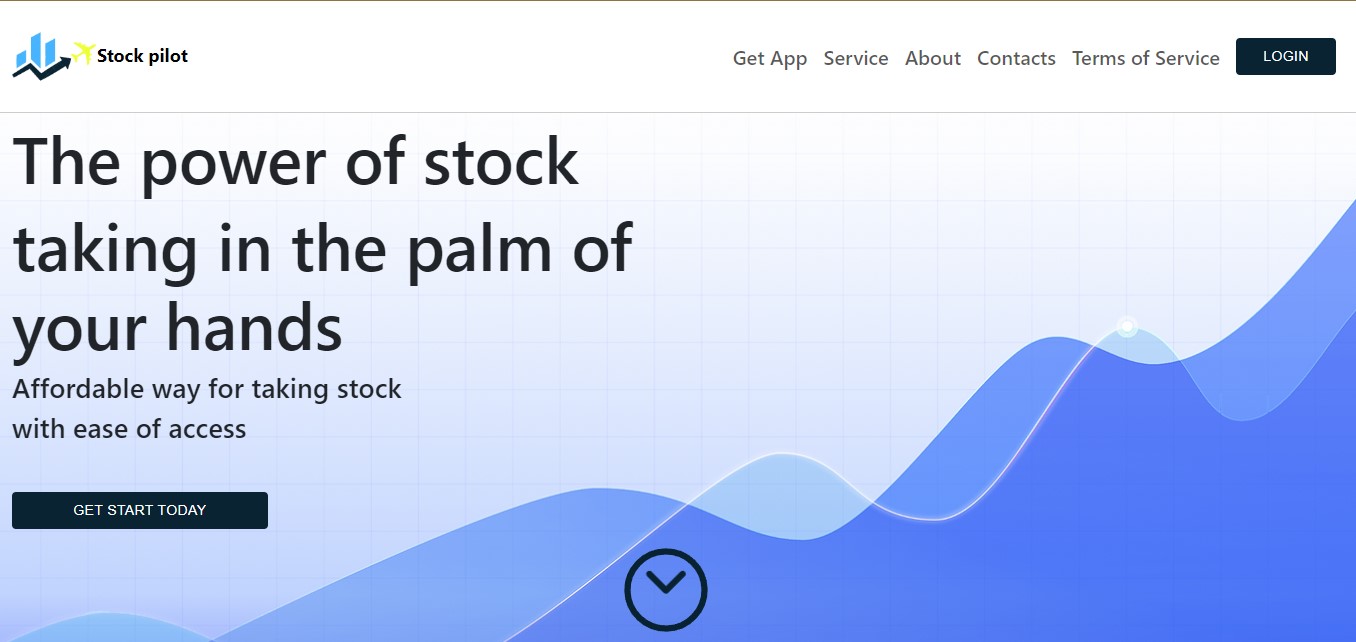 Stock pilot
Get App Service About Contacts Terms of Service LOGIN
The power of stock
taking in the palm of
your hands
Affordable way for taking stock
with ease of access
GET START TODAY